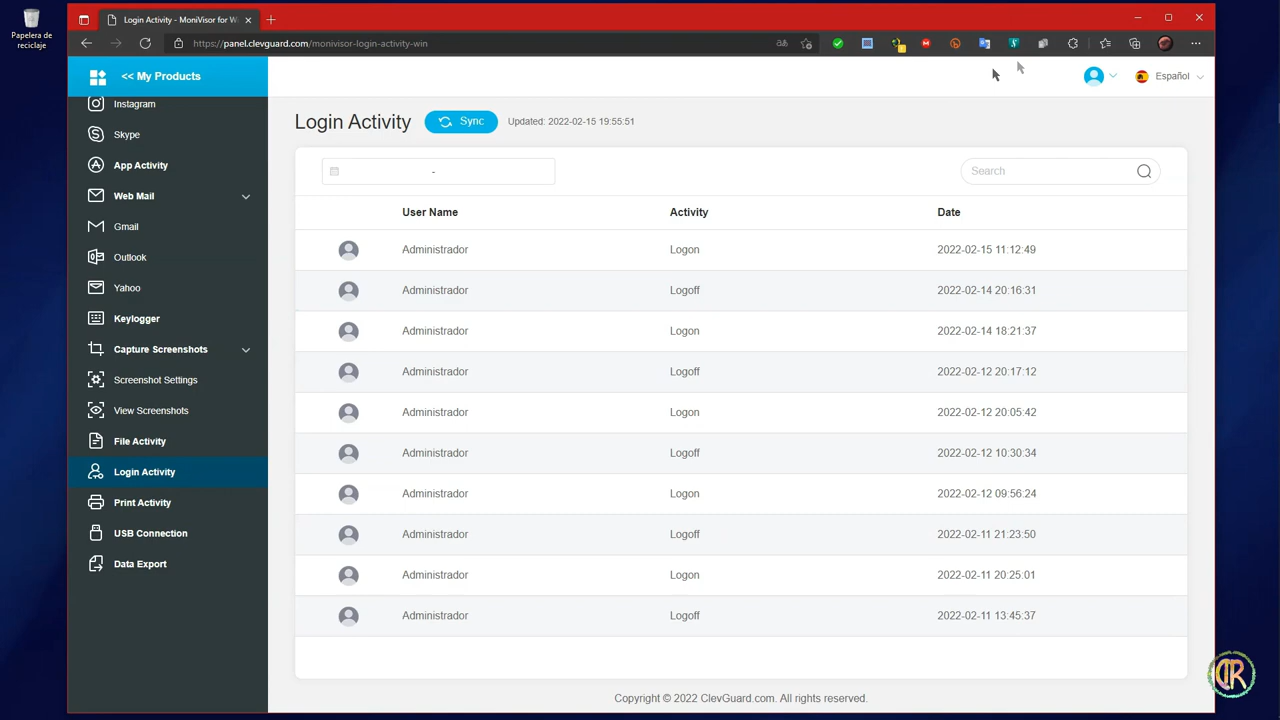 Papelera de
reciclaje
Login Activity - MoniVisor for W
https://panel.clevguard.com/monivisor-login-activity-win
<< My Products
Español
Instagram
Skype
App Activity
Web Mail
Gmail
Outlook
Yahoo
Keylogger
Capture Screenshots
Screenshot Settings
View Screenshots
File Activity
Login Activity
Print Activity
USB Connection
Data Export
Login Activity Sync Updated: 2022-02-15 19:55:51
- Search
User Name Activity Date
Administrador Logon 2022-02-15 11:12:49
Administrador Logoff 2022-02-14 20:16:31
Administrador Logon 2022-02-14 18:21:37
Administrador Logoff 2022-02-12 20:17:12
Administrador Logon 2022-02-12 20:05:42
Administrador Logoff 2022-02-12 10:30:34
Administrador Logon 2022-02-12 09:56:24
Administrador Logoff 2022-02-11 21:23:50
Administrador Logon 2022-02-11 20:25:01
Administrador Logoff 2022-02-11 13:45:37
Copyright © 2022 ClevGuard.com. All rights reserved.